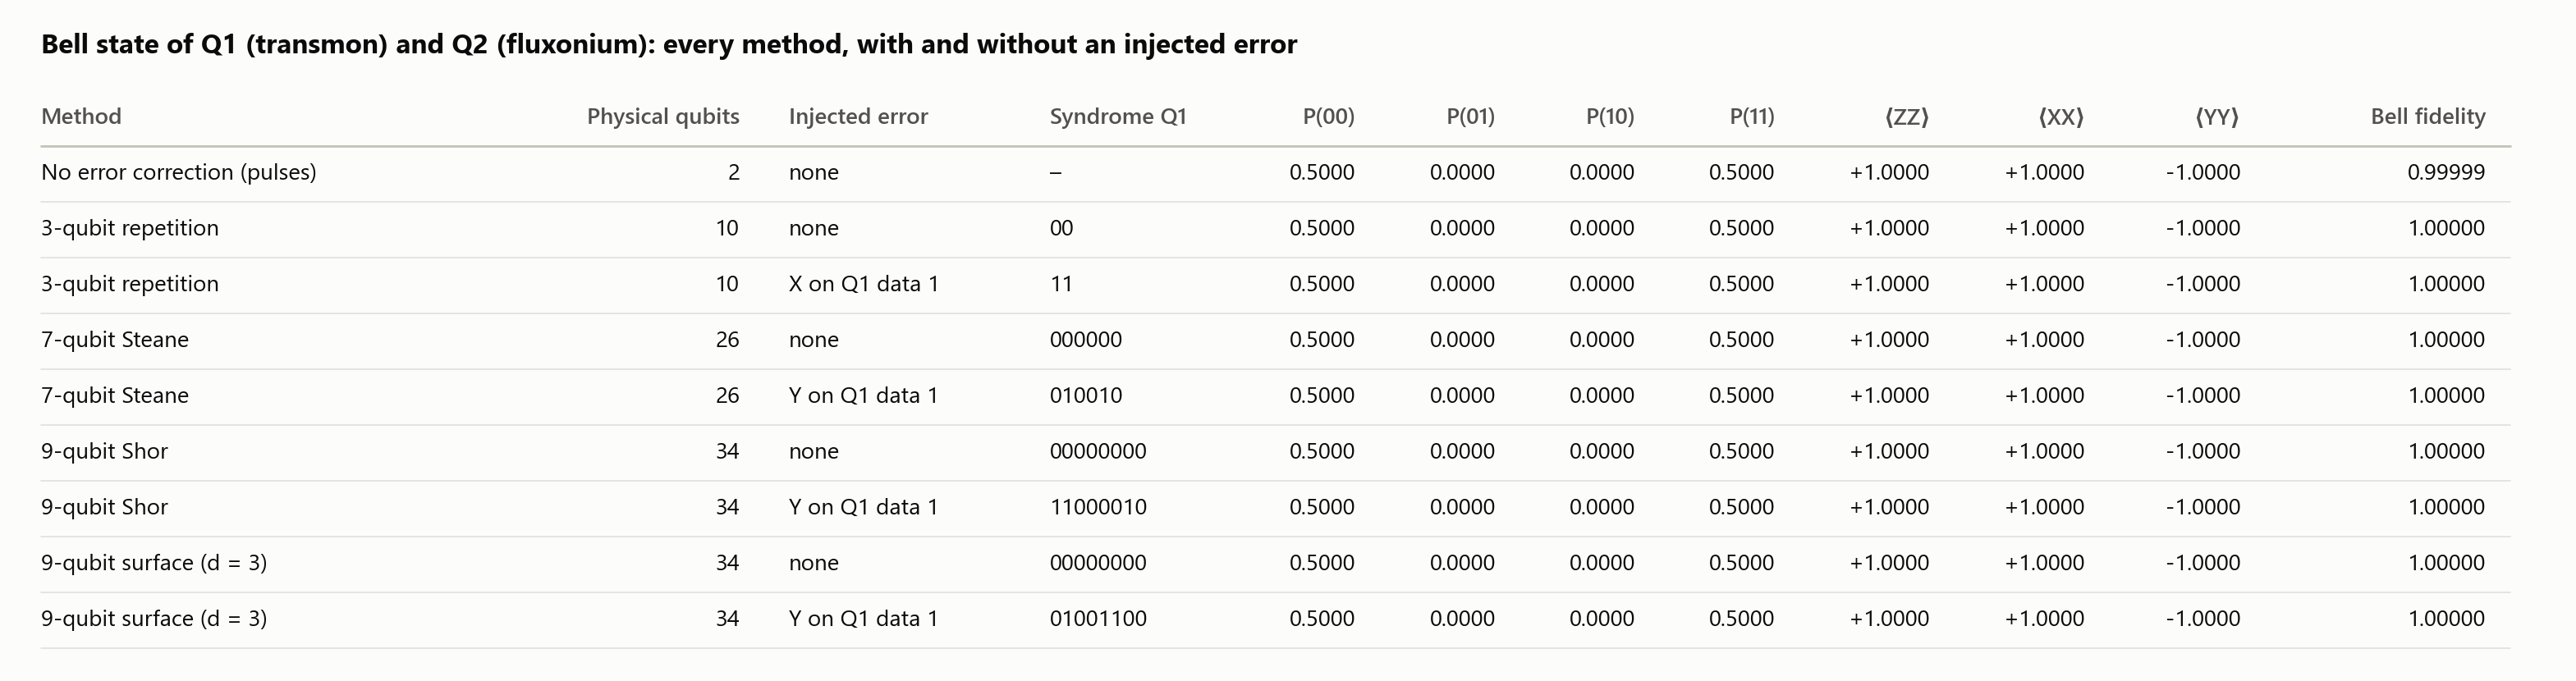 Bell state of Q1 (transmon) and Q2 (fluxonium): every method, with and without an injected error
Method Physical qubits Injected error Syndrome Q1 P(00) P(01) P(10) P(11) ⟨ZZ⟩ ⟨XX⟩ ⟨YY⟩ Bell fidelity
No error correction (pulses) 2 none – 0.5000 0.0000 0.0000 0.5000 +1.0000 +1.0000 -1.0000 0.99999
3-qubit repetition 10 none 00 0.5000 0.0000 0.0000 0.5000 +1.0000 +1.0000 -1.0000 1.00000
3-qubit repetition 10 X on Q1 data 1 11 0.5000 0.0000 0.0000 0.5000 +1.0000 +1.0000 -1.0000 1.00000
7-qubit Steane 26 none 000000 0.5000 0.0000 0.0000 0.5000 +1.0000 +1.0000 -1.0000 1.00000
7-qubit Steane 26 Y on Q1 data 1 010010 0.5000 0.0000 0.0000 0.5000 +1.0000 +1.0000 -1.0000 1.00000
9-qubit Shor 34 none 00000000 0.5000 0.0000 0.0000 0.5000 +1.0000 +1.0000 -1.0000 1.00000
9-qubit Shor 34 Y on Q1 data 1 11000010 0.5000 0.0000 0.0000 0.5000 +1.0000 +1.0000 -1.0000 1.00000
9-qubit surface (d = 3) 34 none 00000000 0.5000 0.0000 0.0000 0.5000 +1.0000 +1.0000 -1.0000 1.00000
9-qubit surface (d = 3) 34 Y on Q1 data 1 01001100 0.5000 0.0000 0.0000 0.5000 +1.0000 +1.0000 -1.0000 1.00000